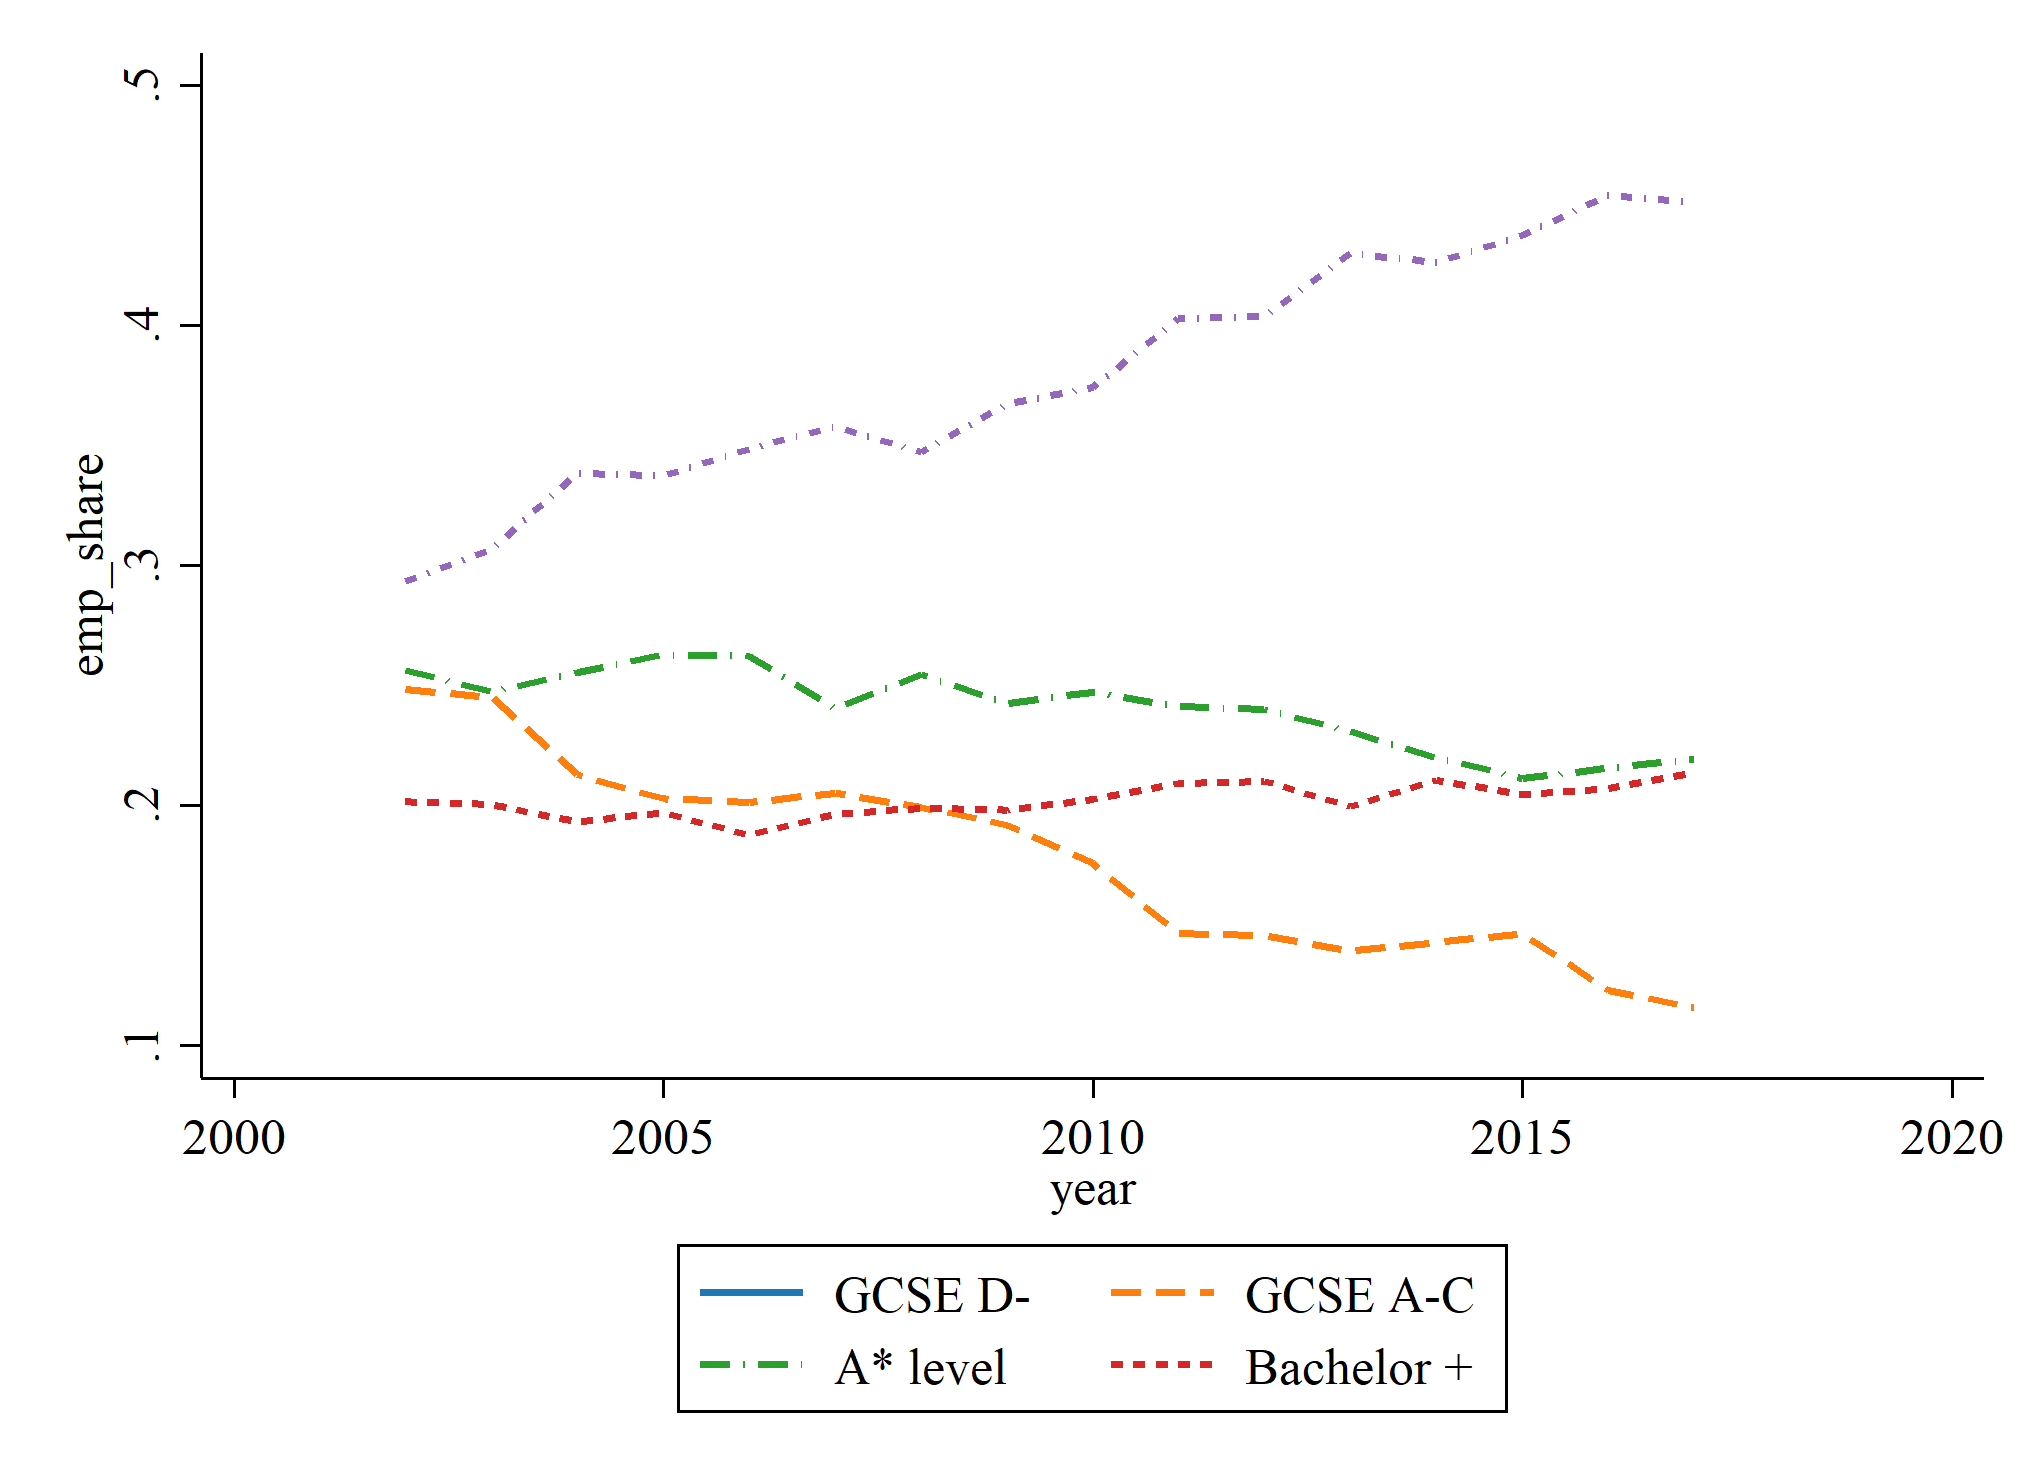 .5
.4
.3
.2
.1
emp_share
2000 2005 2010 2015 2020
year
GCSE D- GCSE A-C
A* level Bachelor +